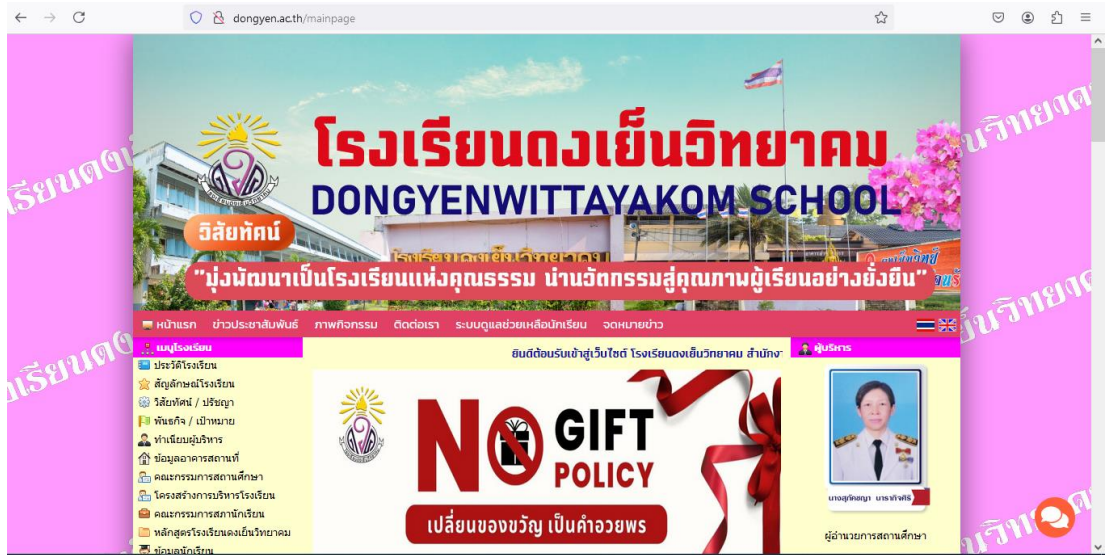 dongyen.ac.th/mainpage
โรงเรียนดงเย็นวิทยาคม
DONGYENWITTAYAKOM SCHOOL
วิสัยทัศน์
"มุ่งพัฒนาเป็นโรงเรียนแห่งคุณธรรม นำนวัตกรรมสู่คุณภาพผู้เรียนอย่างยั่งยืน"
หน้าแรก ข่าวประชาสัมพันธ์ ภาพกิจกรรม ติดต่อเรา ระบบดูแลช่วยเหลือนักเรียน จดหมายข่าว
เมนูโรงเรียน
ประวัติโรงเรียน
สัญลักษณ์โรงเรียน
วิสัยทัศน์ / ปรัชญา
พันธกิจ / เป้าหมาย
ทำเนียบผู้บริหาร
ข้อมูลอาคารสถานที่
คณะกรรมการสถานศึกษา
โครงสร้างการบริหารโรงเรียน
คณะกรรมการสภานักเรียน
หลักสูตรโรงเรียนดงเย็นวิทยาคม
ข้อมูลนักเรียน
ยินดีต้อนรับเข้าสู่เว็บไซต์ โรงเรียนดงเย็นวิทยาคม
NO GIFT
POLICY
เปลี่ยนของขวัญ เป็นคำอวยพร
ผู้บริหาร
ผู้อำนวยการสถานศึกษา